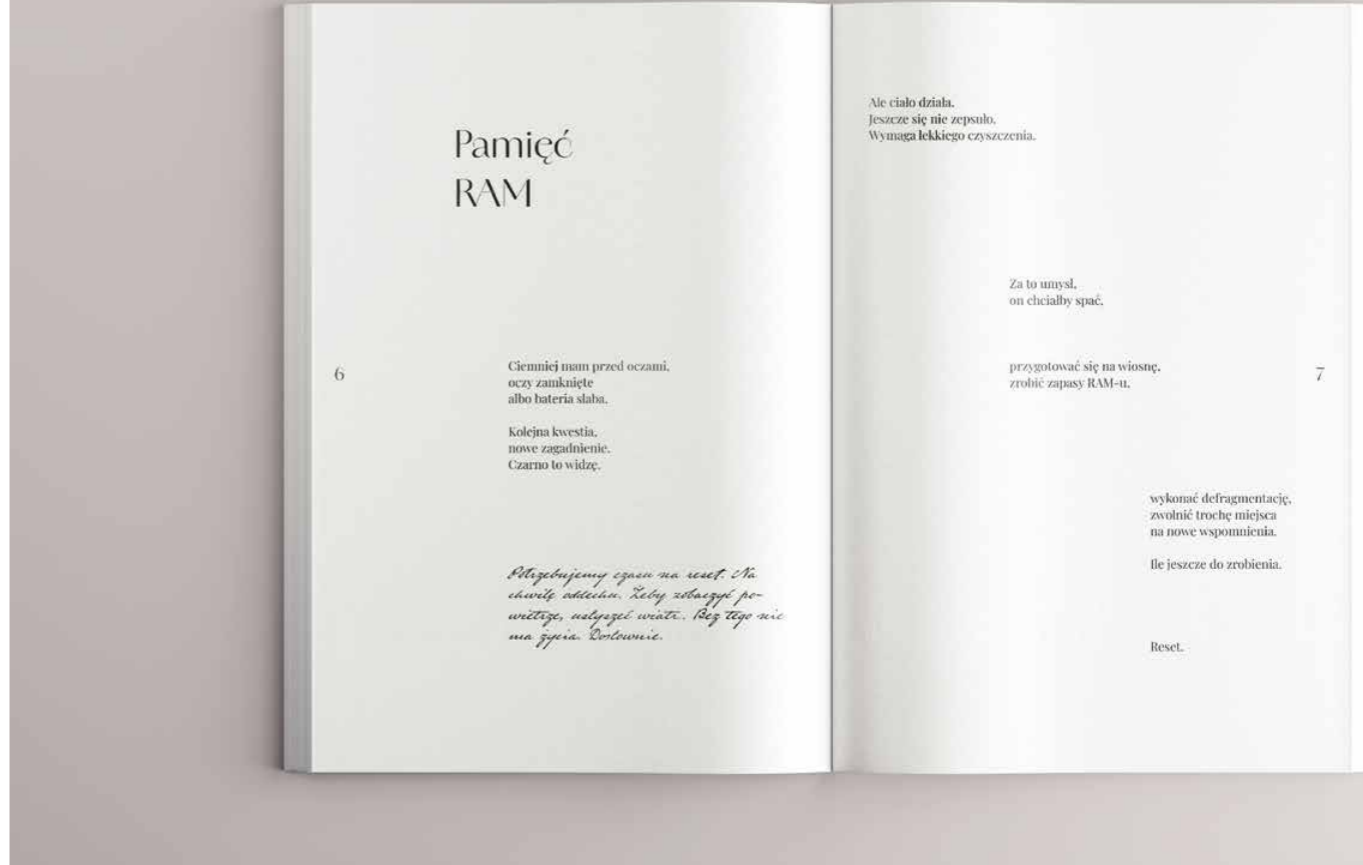 Pamięć
RAM
6
Ciemniej mam przed oczami,
oczy zamknięte
albo bateria słaba.
Kolejna kwestia,
nowe zagadnienie.
Czarno to widzę.
Potrzebujemy czasu na reset. Na
chwilę oddechu. Żeby zobaczyć po-
wietrze, usłyszeć wiatr. Bez tego nie
ma życia. Dosłownie.
Ale ciało działa.
Jeszcze się nie zepsuło.
Wymaga lekkiego czyszczenia.
Za to umysł,
on chciałby spać,
przygotować się na wiosnę,
zrobić zapasy RAM-u,
7
wykonać defragmentację,
zwolnić trochę miejsca
na nowe wspomnienia.
Ile jeszcze do zrobienia.
Reset.